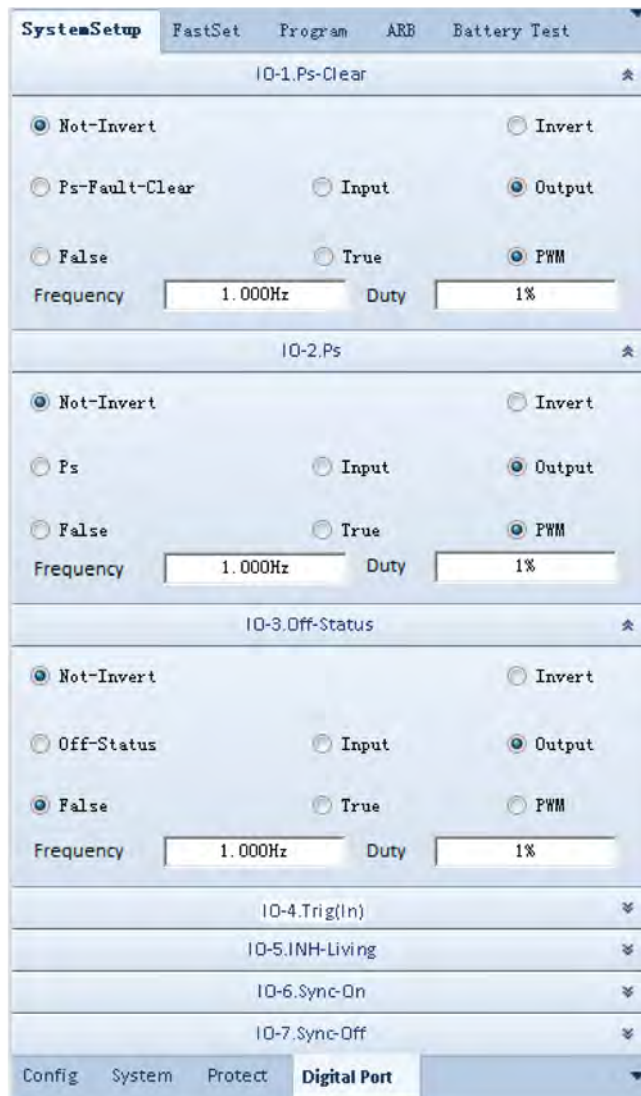 SystemSetup FastSet Program ARB Battery Test
IO-1.Ps-Clear
Not-Invert Invert
Ps-Fault-Clear Input Output
False True PWM
Frequency 1.000Hz Duty 1%
IO-2.Ps
Not-Invert Invert
Ps Input Output
False True PWM
Frequency 1.000Hz Duty 1%
IO-3.Off-Status
Not-Invert Invert
Off-Status Input Output
False True PWM
Frequency 1.000Hz Duty 1%
IO-4.Trig(In)
IO-5.INH-Living
IO-6.Sync-On
IO-7.Sync-Off
Config System Protect Digital Port